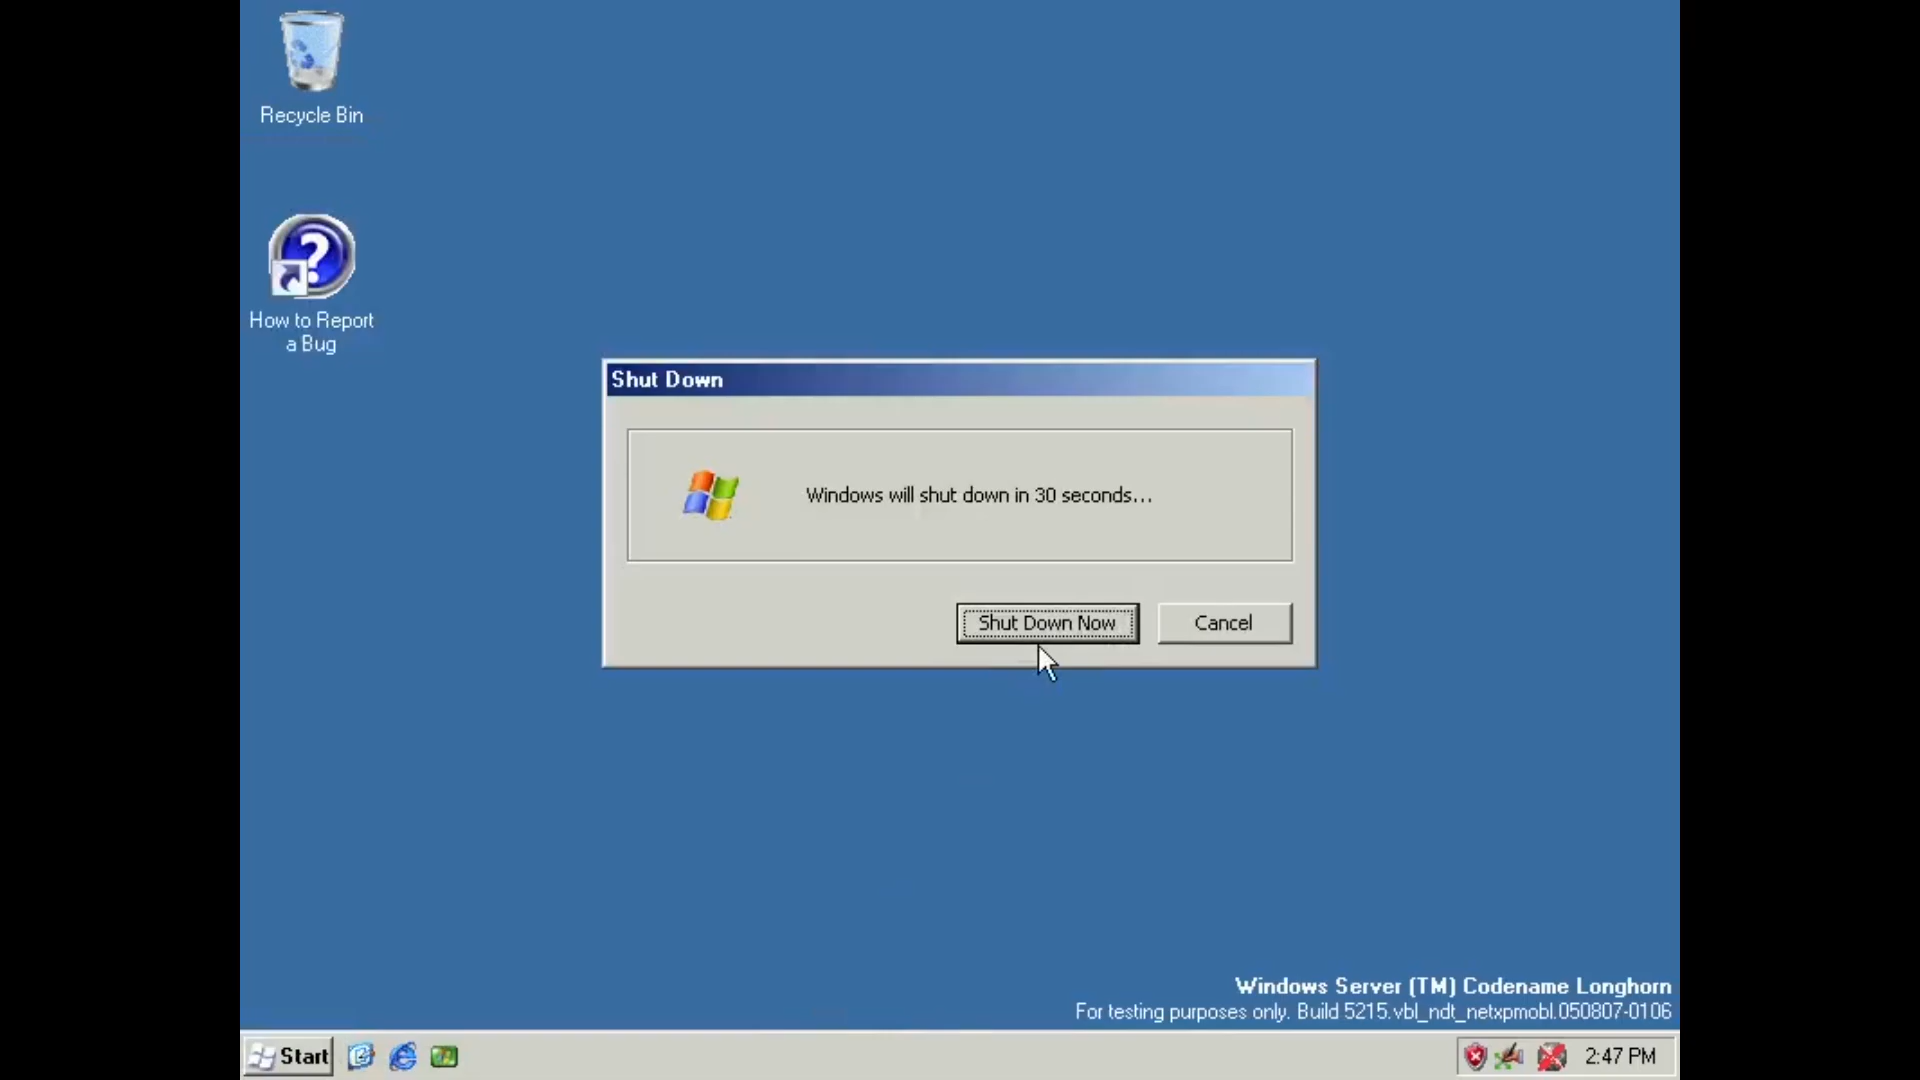 Recycle Bin
How to Report
a Bug
Shut Down
Windows will shut down in 30 seconds...
Shut Down Now
Cancel
Windows Server (TM) Codename Longhorn
For testing purposes only. Build 5215.vbl_ndt_netxpmobl.050807-0106
Start
2:47 PM